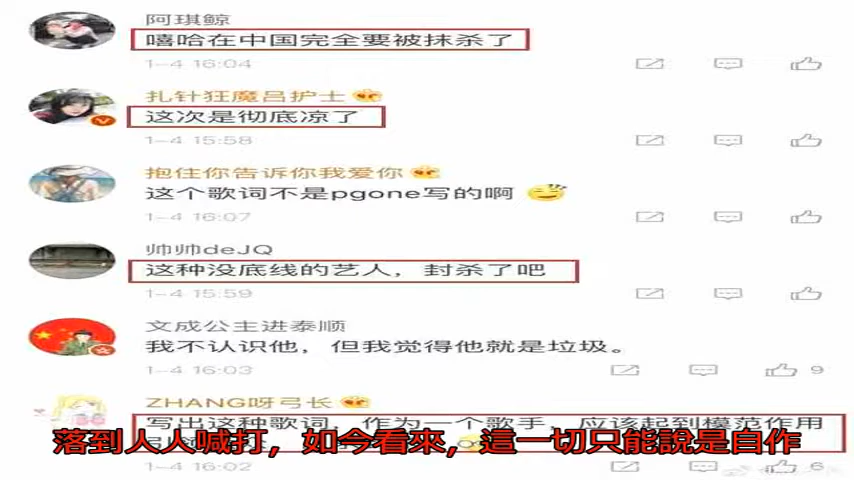 阿琪鲸
嘻哈在中国完全要被抹杀了
1-4 16:04
扎针狂魔吕护士
这次是彻底凉了
1-4 15:58
抱住你告诉你我爱你
这个歌词不是pgone写的啊
1-4 16:07
帅帅deJQ
这种没底线的艺人，封杀了吧
1-4 15:59
文成公主进泰顺
我不认识他，但我觉得他就是垃圾。
1-4 16:03
9
ZHANG呀弓长
写出这种歌词，作为一个歌手，应该起到模范作用
落到人人喊打，如今看來，這一切只能說是自作
1-4 16:02
6